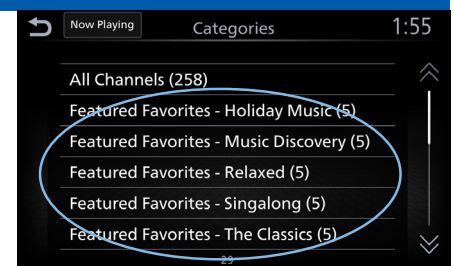 Now Playing
Categories
1:55
All Channels (258)
Featured Favorites - Holiday Music (5)
Featured Favorites - Music Discovery (5)
Featured Favorites - Relaxed (5)
Featured Favorites - Singalong (5)
Featured Favorites - The Classics (5)
29